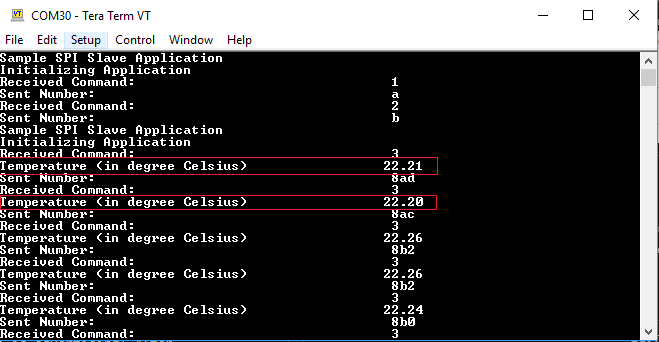 COM30 - Tera Term VT
File Edit Setup Control Window Help
Sample SPI Slave Application
Initializing Application
Received Command: 1
Sent Number: a
Received Command: 2
Sent Number: b
Sample SPI Slave Application
Initializing Application
Received Command: 3
Temperature (in degree Celsius) 22.21
Sent Number: 8ad
Received Command: 3
Temperature (in degree Celsius) 22.20
Sent Number: 8ac
Received Command: 3
Temperature (in degree Celsius) 22.26
Sent Number: 8b2
Received Command: 3
Temperature (in degree Celsius) 22.26
Sent Number: 8b2
Received Command: 3
Temperature (in degree Celsius) 22.24
Sent Number: 8b0
Received Command: 3